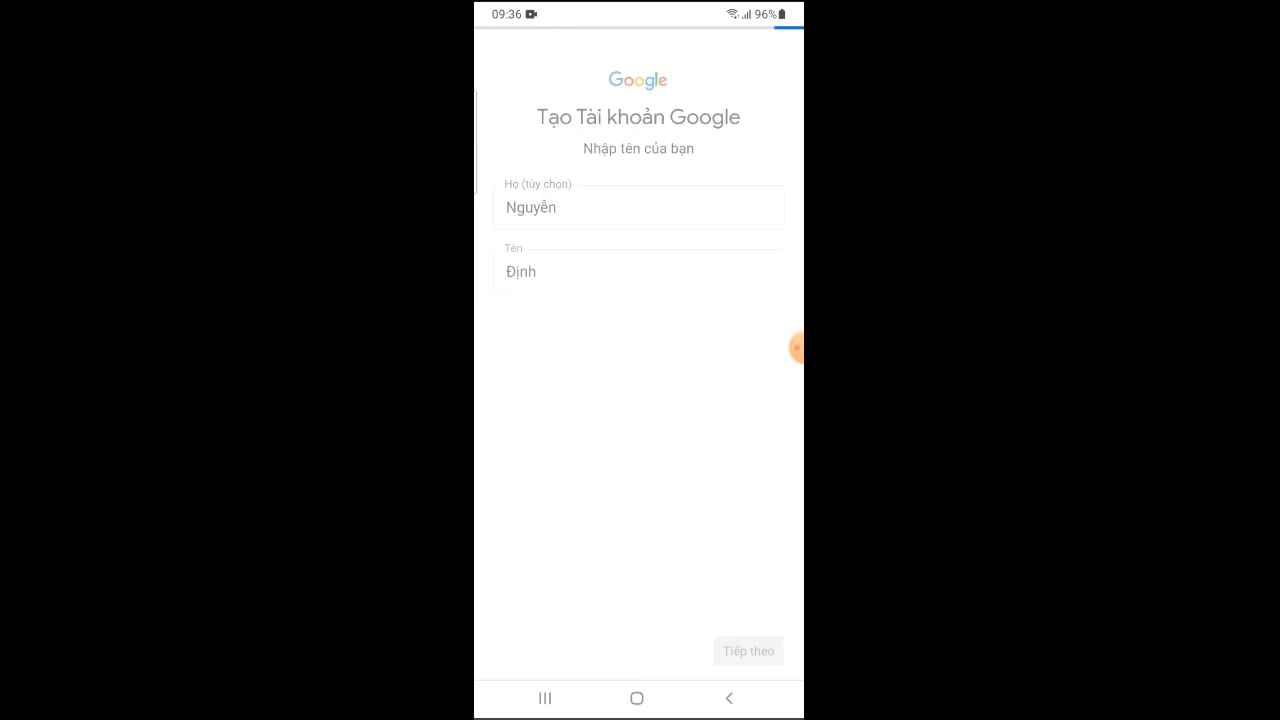 09:36 96%
Google
Tạo Tài khoản Google
Nhập tên của bạn
Họ (tùy chọn)
Nguyễn
Tên
Định
Tiếp theo